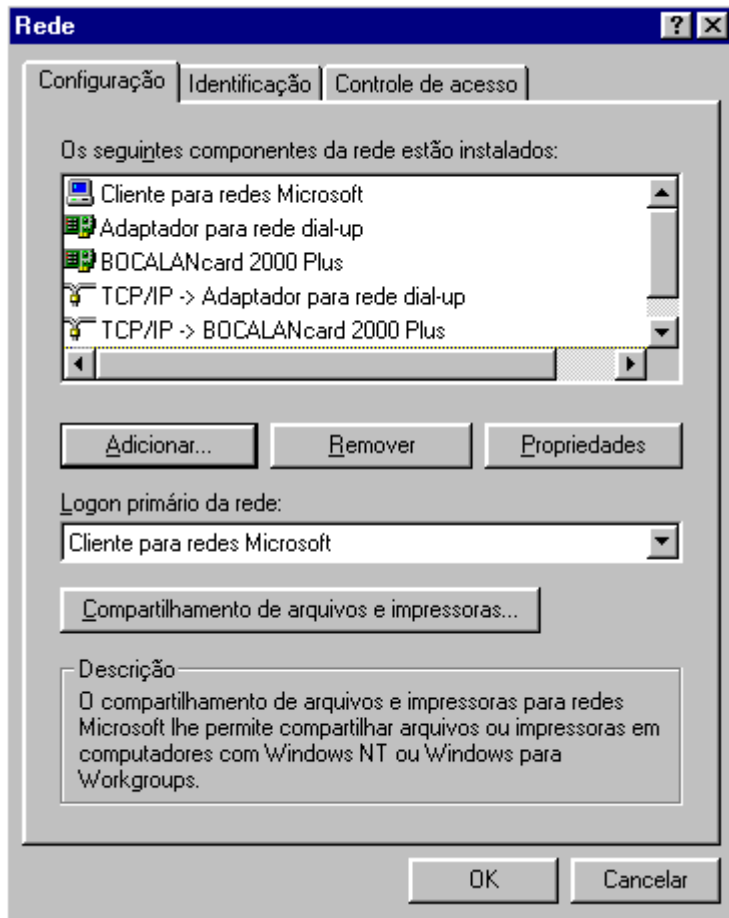 Rede
Configuração Identificação Controle de acesso
Os seguintes componentes da rede estão instalados:
Cliente para redes Microsoft
Adaptador para rede dial-up
BOCALANcard 2000 Plus
TCP/IP -> Adaptador para rede dial-up
TCP/IP -> BOCALANcard 2000 Plus
Adicionar... Remover Propriedades
Logon primário da rede:
Cliente para redes Microsoft
Compartilhamento de arquivos e impressoras...
Descrição
O compartilhamento de arquivos e impressoras para redes
Microsoft lhe permite compartilhar arquivos ou impressoras em
computadores com Windows NT ou Windows para
Workgroups.
OK Cancelar